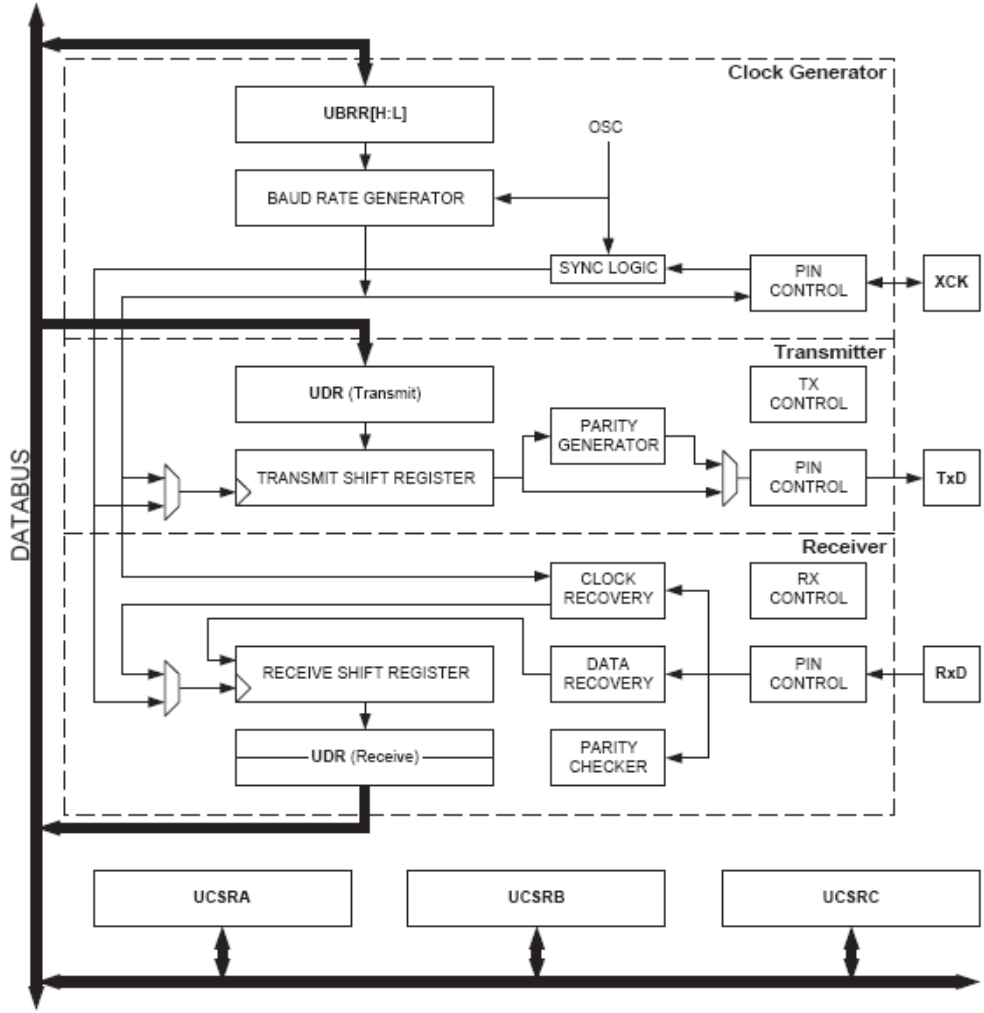 Clock Generator
UBRR[H:L]
OSC
BAUD RATE GENERATOR
SYNC LOGIC
PIN
CONTROL
XCK
Transmitter
UDR (Transmit)
TX
CONTROL
PARITY
GENERATOR
TRANSMIT SHIFT REGISTER
PIN
CONTROL
TxD
DATABUS
Receiver
CLOCK
RECOVERY
RX
CONTROL
RECEIVE SHIFT REGISTER
DATA
RECOVERY
PIN
CONTROL
RxD
UDR (Receive)
PARITY
CHECKER
UCSRA
UCSRB
UCSRC